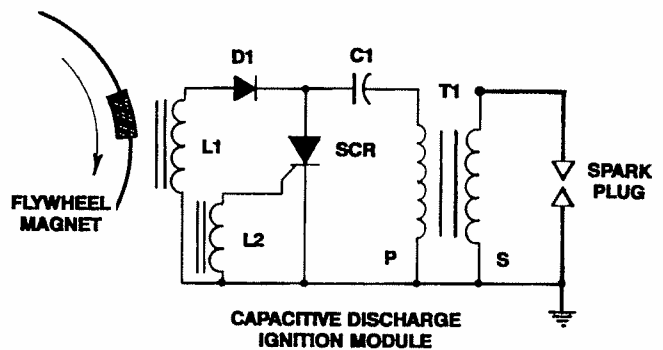 D1
C1
T1
L1
SCR
FLYWHEEL
MAGNET
L2
SPARK
PLUG
P
S
CAPACITIVE DISCHARGE
IGNITION MODULE